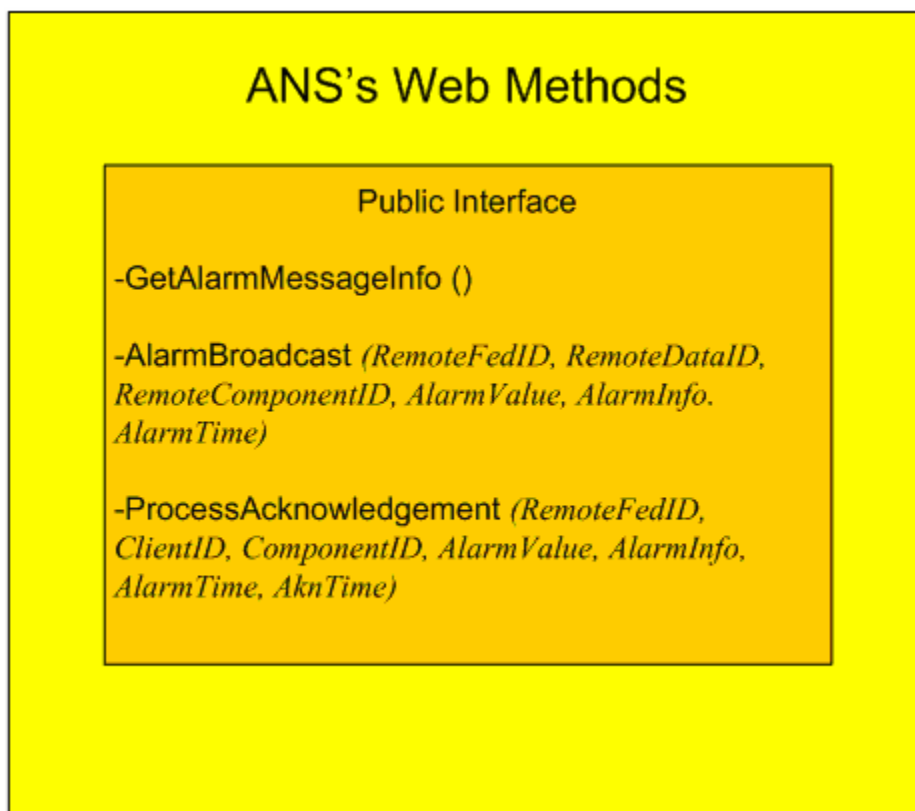 ANS's Web Methods
Public Interface
-GetAlarmMessageInfo ()
-AlarmBroadcast (RemoteFedID, RemoteDataID,
RemoteComponentID, AlarmValue, AlarmInfo.
AlarmTime)
-ProcessAcknowledgement (RemoteFedID,
ClientID, ComponentID, AlarmValue, AlarmInfo,
AlarmTime, AknTime)